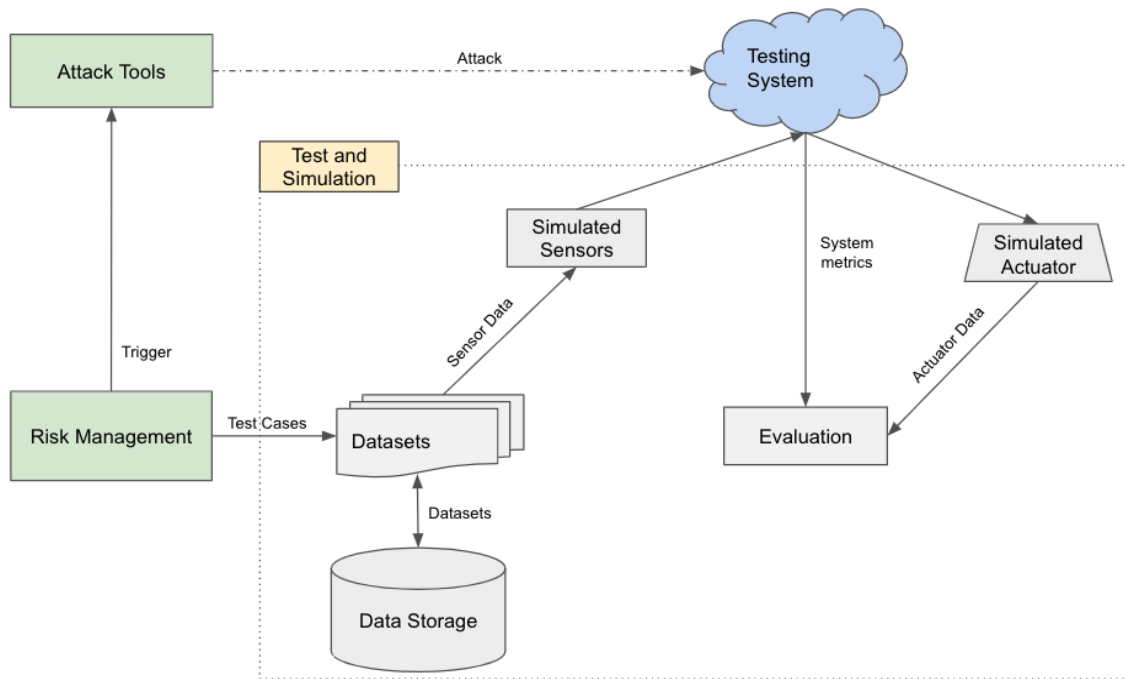 Attack Tools
Attack
Testing
System
Test and
Simulation
Simulated
Sensors
System
metrics
Simulated
Actuator
Sensor Data
Actuator Data
Trigger
Risk Management
Test Cases
Datasets
Evaluation
Datasets
Data Storage